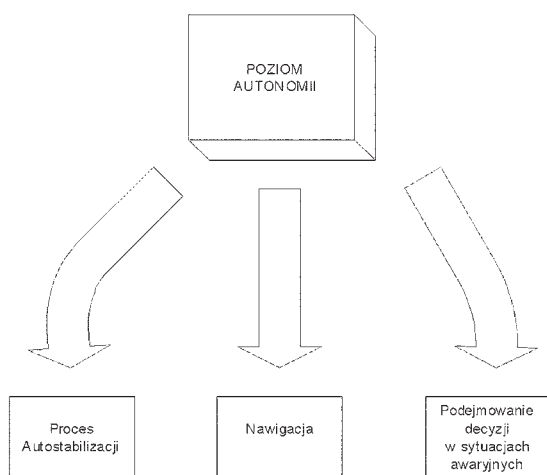 POZIOM
AUTONOMII
Proces
Autostabilizacji
Nawigacja
Podejmowanie
decyzji
w sytuacjach
awaryjnych